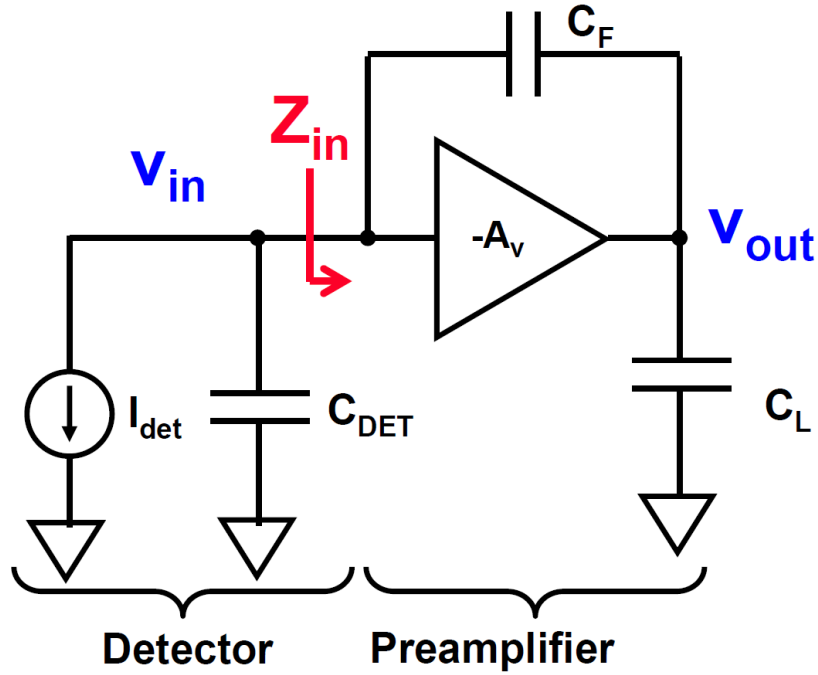 C_F
Z_in
v_in
-A_v
v_out
I_det
C_DET
C_L
Detector
Preamplifier